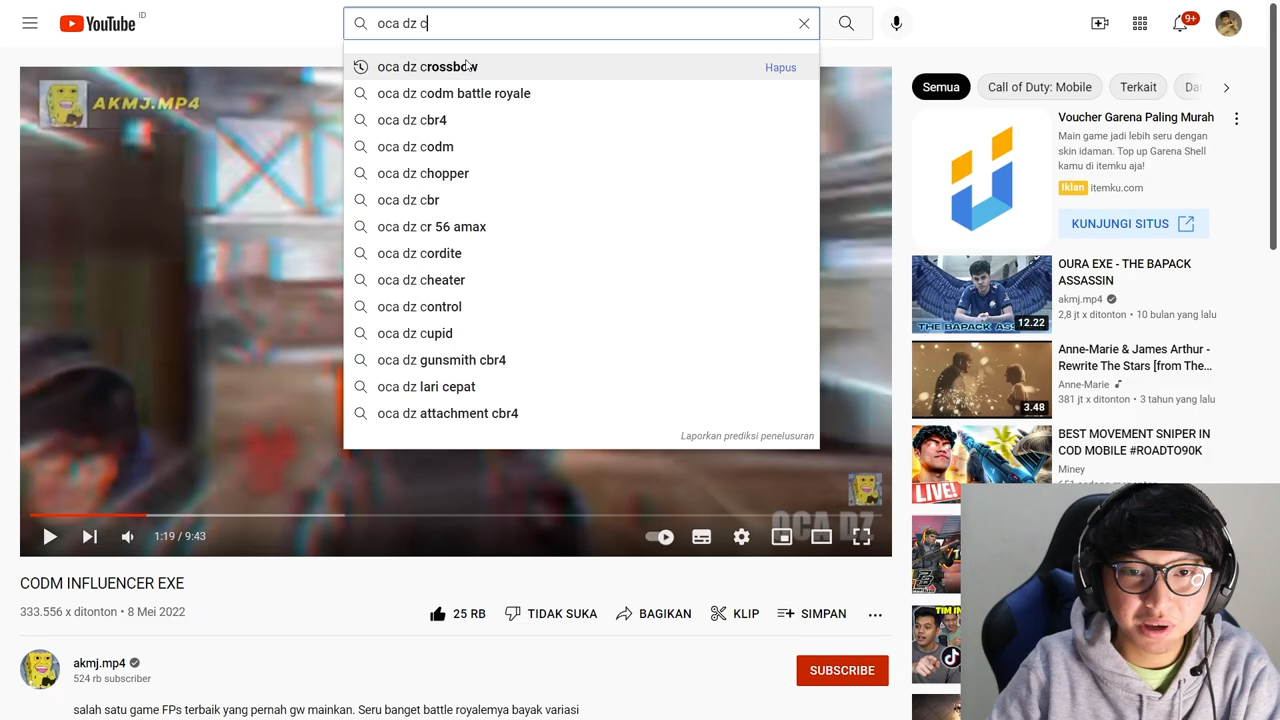 YouTube ID
oca dz c
9+
oca dz crossbow
Hapus
oca dz codm battle royale
oca dz cbr4
oca dz codm
oca dz chopper
oca dz cbr
oca dz cr 56 amax
oca dz cordite
oca dz cheater
oca dz control
oca dz cupid
oca dz gunsmith cbr4
oca dz lari cepat
oca dz attachment cbr4
Laporkan prediksi penelusuran
AKMJ.MP4
OCA DZ
1:19 / 9:43
CODM INFLUENCER EXE
333.556 x ditonton • 8 Mei 2022
25 RB
TIDAK SUKA
BAGIKAN
KLIP
SIMPAN
akmj.mp4
524 rb subscriber
SUBSCRIBE
salah satu game FPs terbaik yang pernah gw mainkan. Seru banget battle royalemya bayak variasi
Semua
Call of Duty: Mobile
Terkait
Voucher Garena Paling Murah
Main game jadi lebih seru dengan
skin idaman. Top up Garena Shell
kamu di itemku aja!
Iklan itemku.com
KUNJUNGI SITUS
THE BAPACK
12.22
OURA EXE - THE BAPACK
ASSASSIN
akmj.mp4
2,8 jt x ditonton • 10 bulan yang lalu
3.48
Anne-Marie & James Arthur -
Rewrite The Stars [from The...
Anne-Marie
381 jt x ditonton • 3 tahun yang lalu
LIVE!
BEST MOVEMENT SNIPER IN
COD MOBILE #ROADTO90K
Miney